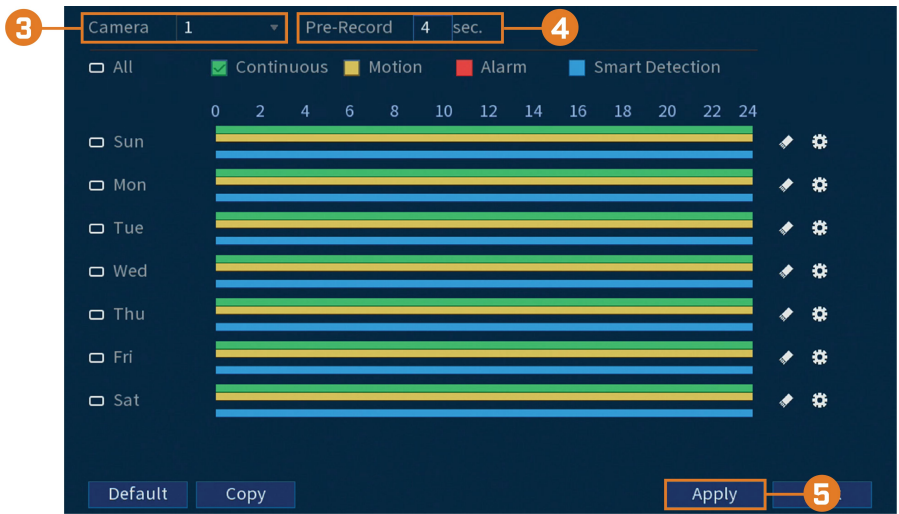 3 Camera 1 Pre-Record 4 sec. 4
All Continuous Motion Alarm Smart Detection
0 2 4 6 8 10 12 14 16 18 20 22 24
Sun
Mon
Tue
Wed
Thu
Fri
Sat
Default Copy Apply 5